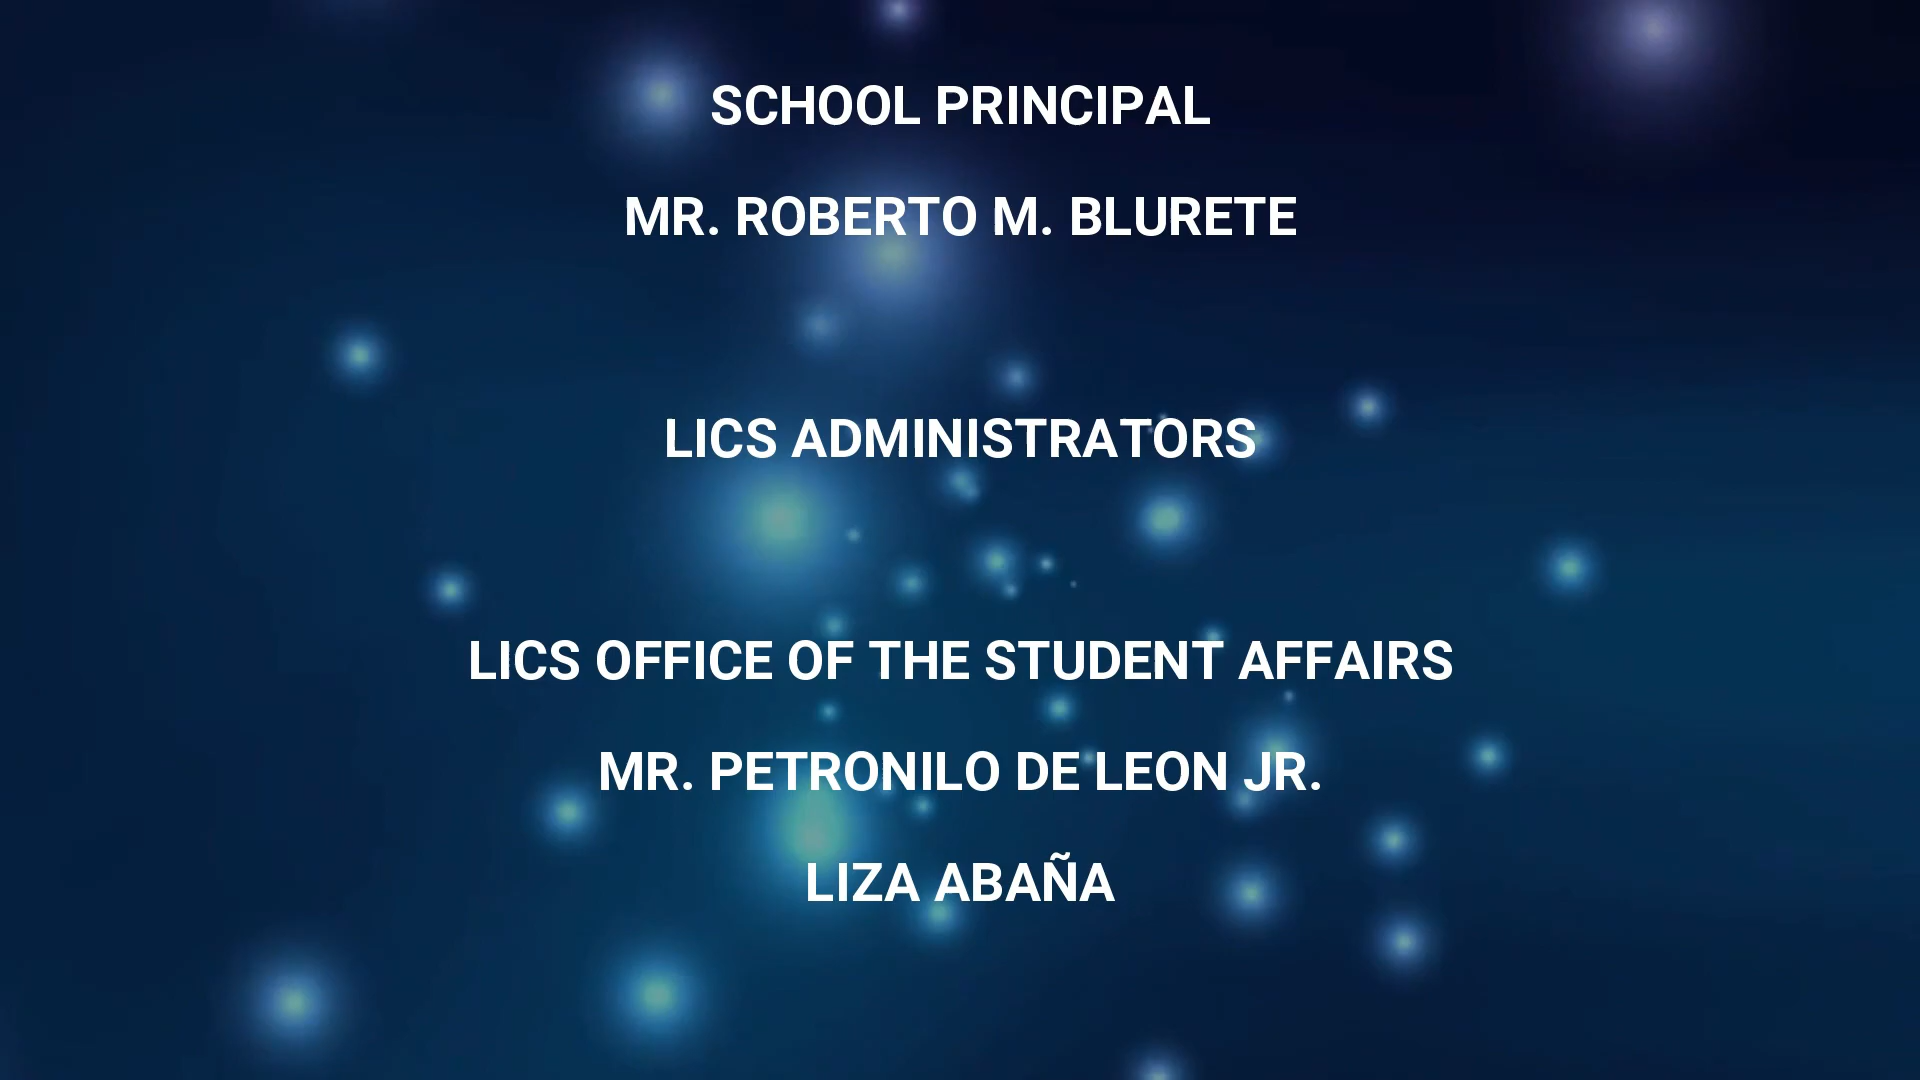 SCHOOL PRINCIPAL
MR. ROBERTO M. BLURETE
LICS ADMINISTRATORS
LICS OFFICE OF THE STUDENT AFFAIRS
MR. PETRONILO DE LEON JR.
LIZA ABAÑA